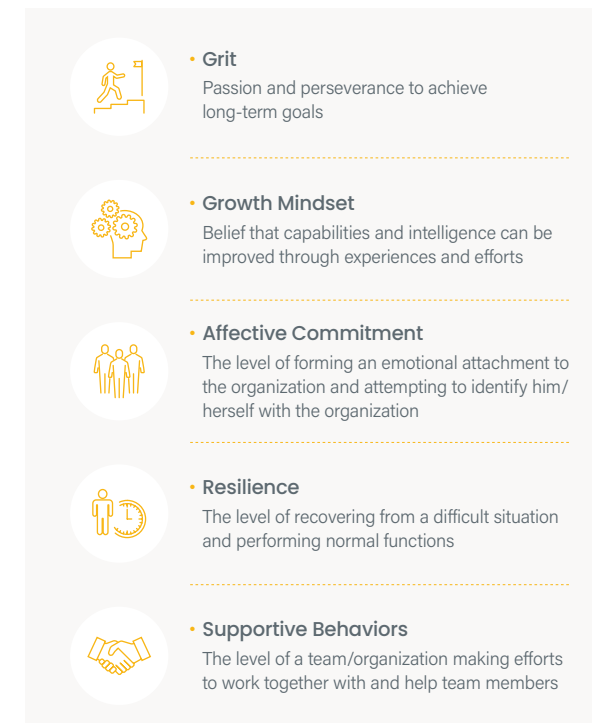 • Grit
Passion and perseverance to achieve
long-term goals
• Growth Mindset
Belief that capabilities and intelligence can be
improved through experiences and efforts
• Affective Commitment
The level of forming an emotional attachment to
the organization and attempting to identify him/
herself with the organization
• Resilience
The level of recovering from a difficult situation
and performing normal functions
• Supportive Behaviors
The level of a team/organization making efforts
to work together with and help team members